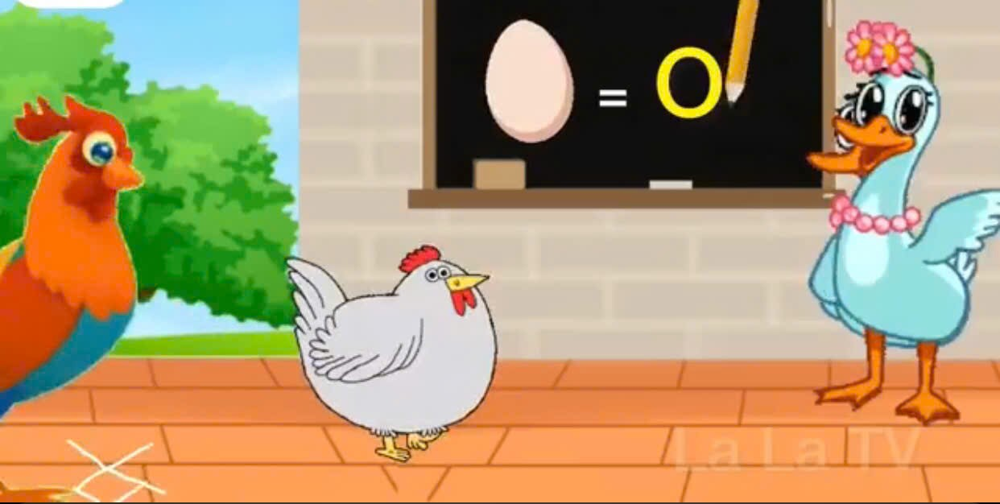 = O
La La TV